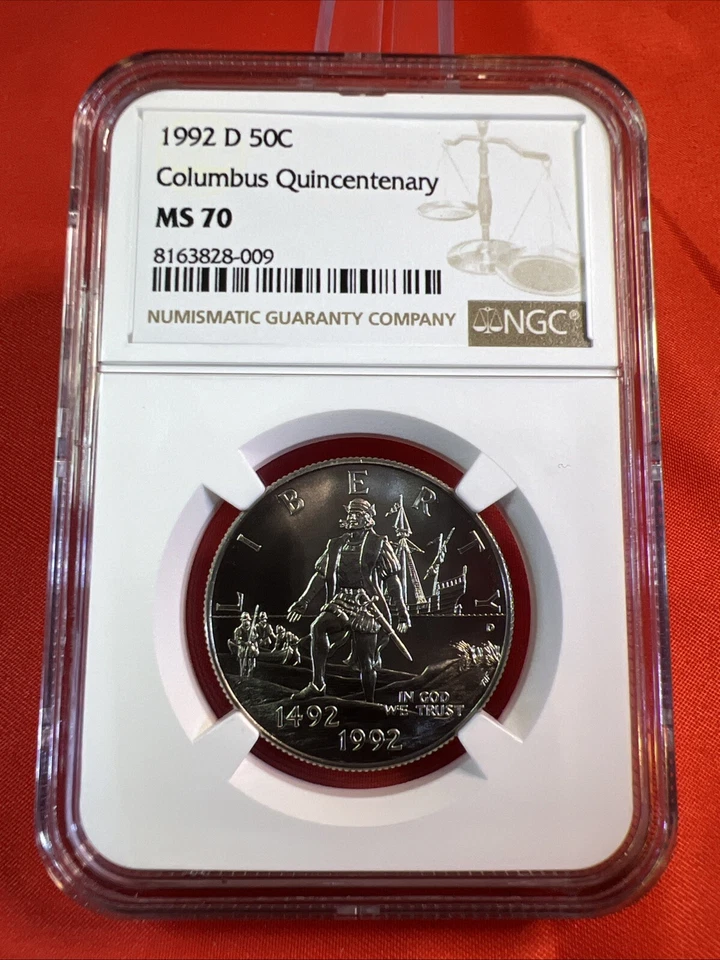 1992 D 50C
Columbus Quincentenary
MS 70
8163828-009
NUMISMATIC GUARANTY COMPANY
NGC®
LIBERTY
D
IN GOD
WE TRUST
1492
1992